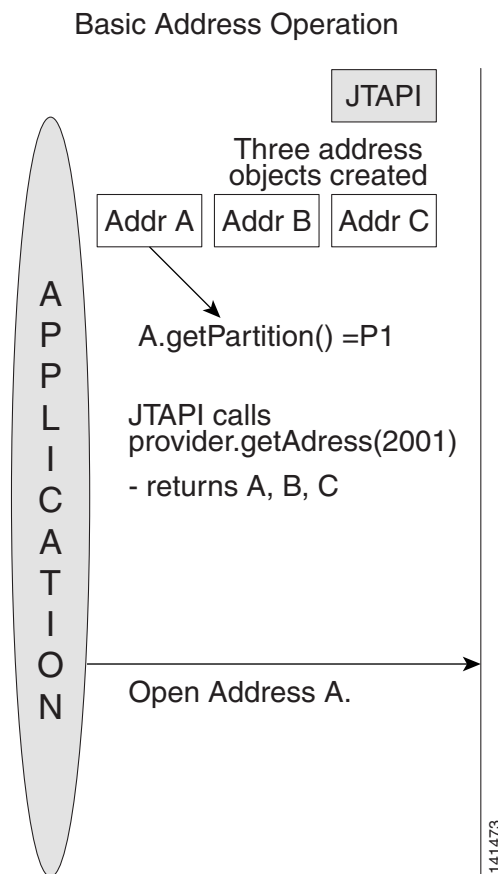 Basic Address Operation
JTAPI
Three address
objects created
Addr A
Addr B
Addr C
A.getPartition() =P1
JTAPI calls
provider.getAdress(2001)
- returns A, B, C
APPLICATION
Open Address A.
141473